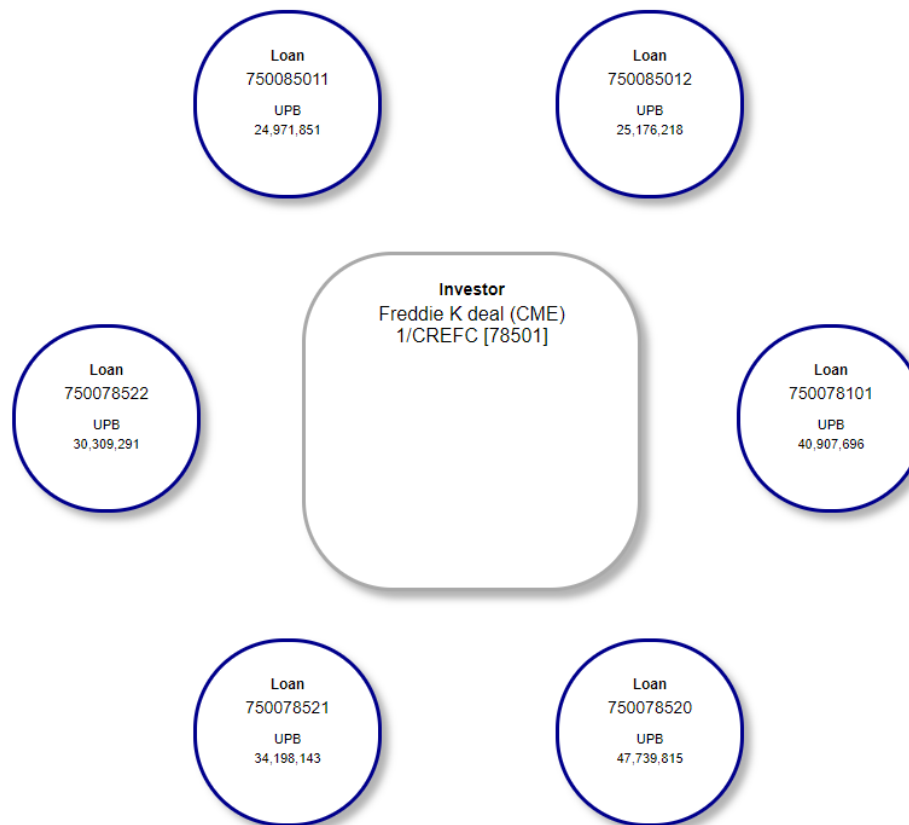 Loan
750085011
UPB
24,971,851
Loan
750085012
UPB
25,176,218
Investor
Freddie K deal (CME)
1/CREFC [78501]
Loan
750078522
UPB
30,309,291
Loan
750078101
UPB
40,907,696
Loan
750078521
UPB
34,198,143
Loan
750078520
UPB
47,739,815